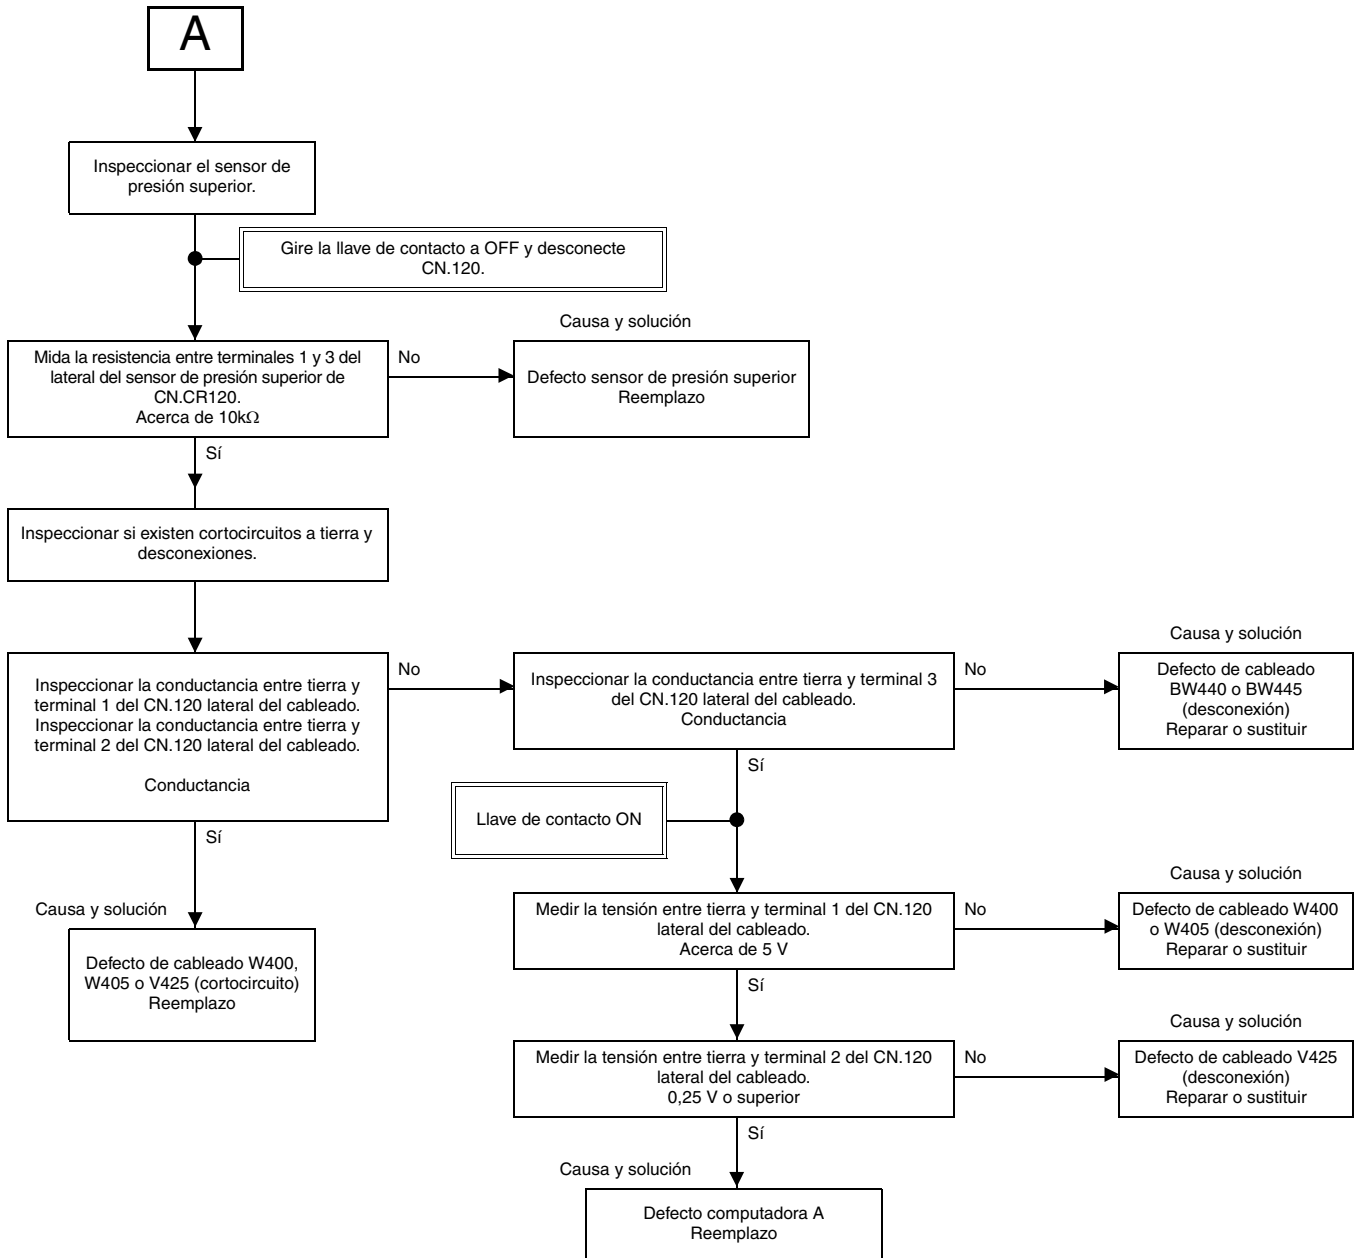 A
Inspeccionar el sensor de
presión superior.
Gire la llave de contacto a OFF y desconecte
CN.120.
Causa y solución
Mida la resistencia entre terminales 1 y 3 del
lateral del sensor de presión superior de
CN.CR120.
Acerca de 10kΩ
No
Defecto sensor de presión superior
Reemplazo
Sí
Inspeccionar si existen cortocircuitos a tierra y
desconexiones.
Inspeccionar la conductancia entre tierra y
terminal 1 del CN.120 lateral del cableado.
Inspeccionar la conductancia entre tierra y
terminal 2 del CN.120 lateral del cableado.
Conductancia
No
Inspeccionar la conductancia entre tierra y terminal 3
del CN.120 lateral del cableado.
Conductancia
No
Causa y solución
Defecto de cableado
BW440 o BW445
(desconexión)
Reparar o sustituir
Sí
Causa y solución
Defecto de cableado W400,
W405 o V425 (cortocircuito)
Reemplazo
Sí
Llave de contacto ON
Medir la tensión entre tierra y terminal 1 del CN.120
lateral del cableado.
Acerca de 5 V
No
Causa y solución
Defecto de cableado W400
o W405 (desconexión)
Reparar o sustituir
Sí
Medir la tensión entre tierra y terminal 2 del CN.120
lateral del cableado.
0,25 V o superior
No
Causa y solución
Defecto de cableado V425
(desconexión)
Reparar o sustituir
Sí
Causa y solución
Defecto computadora A
Reemplazo